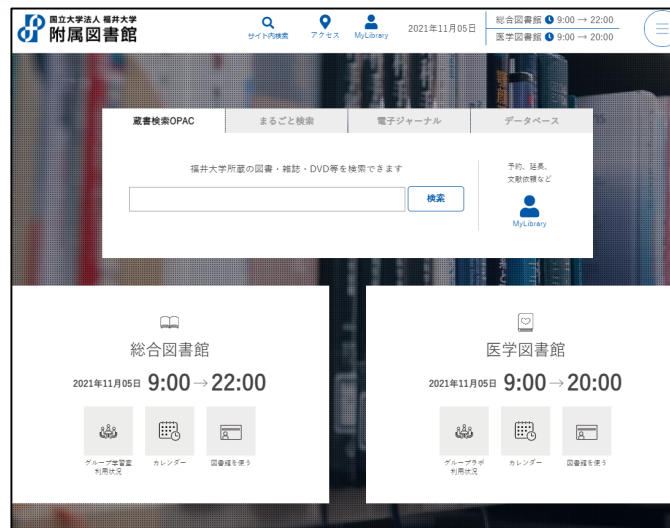 国立大学法人 福井大学
附属図書館
サイト内検索
アクセス
MyLibrary
2021年11月05日
総合図書館 9:00 → 22:00
医学図書館 9:00 → 20:00
蔵書検索OPAC
まるごと検索
電子ジャーナル
データベース
福井大学所蔵の図書・雑誌・DVD等を検索できます
検索
予約、延長、
文献依頼など
MyLibrary
総合図書館
2021年11月05日 9:00→22:00
グループ学習室
利用状況
カレンダー
図書館を使う
医学図書館
2021年11月05日 9:00→20:00
グループラボ
利用状況
カレンダー
図書館を使う